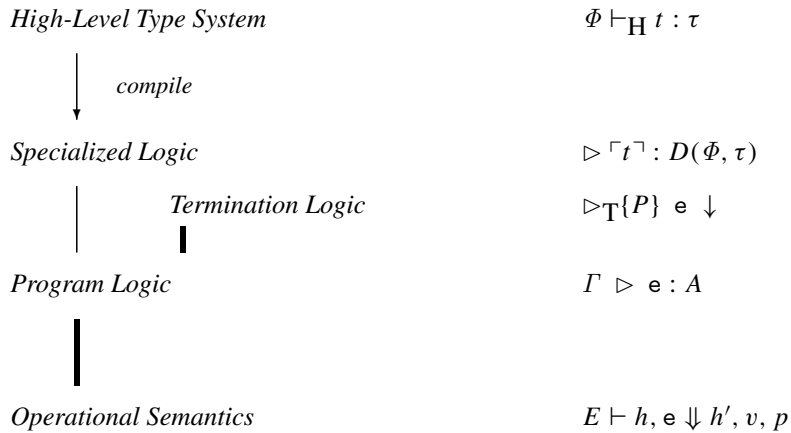 High-Level Type System Φ ⊢H t : τ
compile
Specialized Logic ▷ ⌜t⌝ : D(Φ, τ)
Termination Logic ▷T{P} e ↓
Program Logic Γ ▷ e : A
Operational Semantics E ⊢ h, e ⇓ h′, v, p